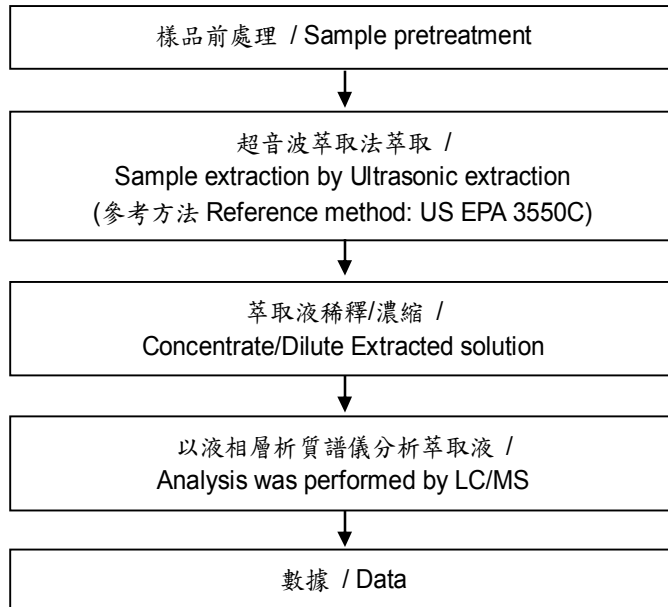 樣品前處理 / Sample pretreatment
超音波萃取法萃取 /
Sample extraction by Ultrasonic extraction
(參考方法 Reference method: US EPA 3550C)
萃取液稀釋/濃縮 /
Concentrate/Dilute Extracted solution
以液相層析質譜儀分析萃取液 /
Analysis was performed by LC/MS
數據 / Data